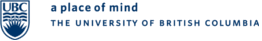 UBC
a place of mind
THE UNIVERSITY OF BRITISH COLUMBIA